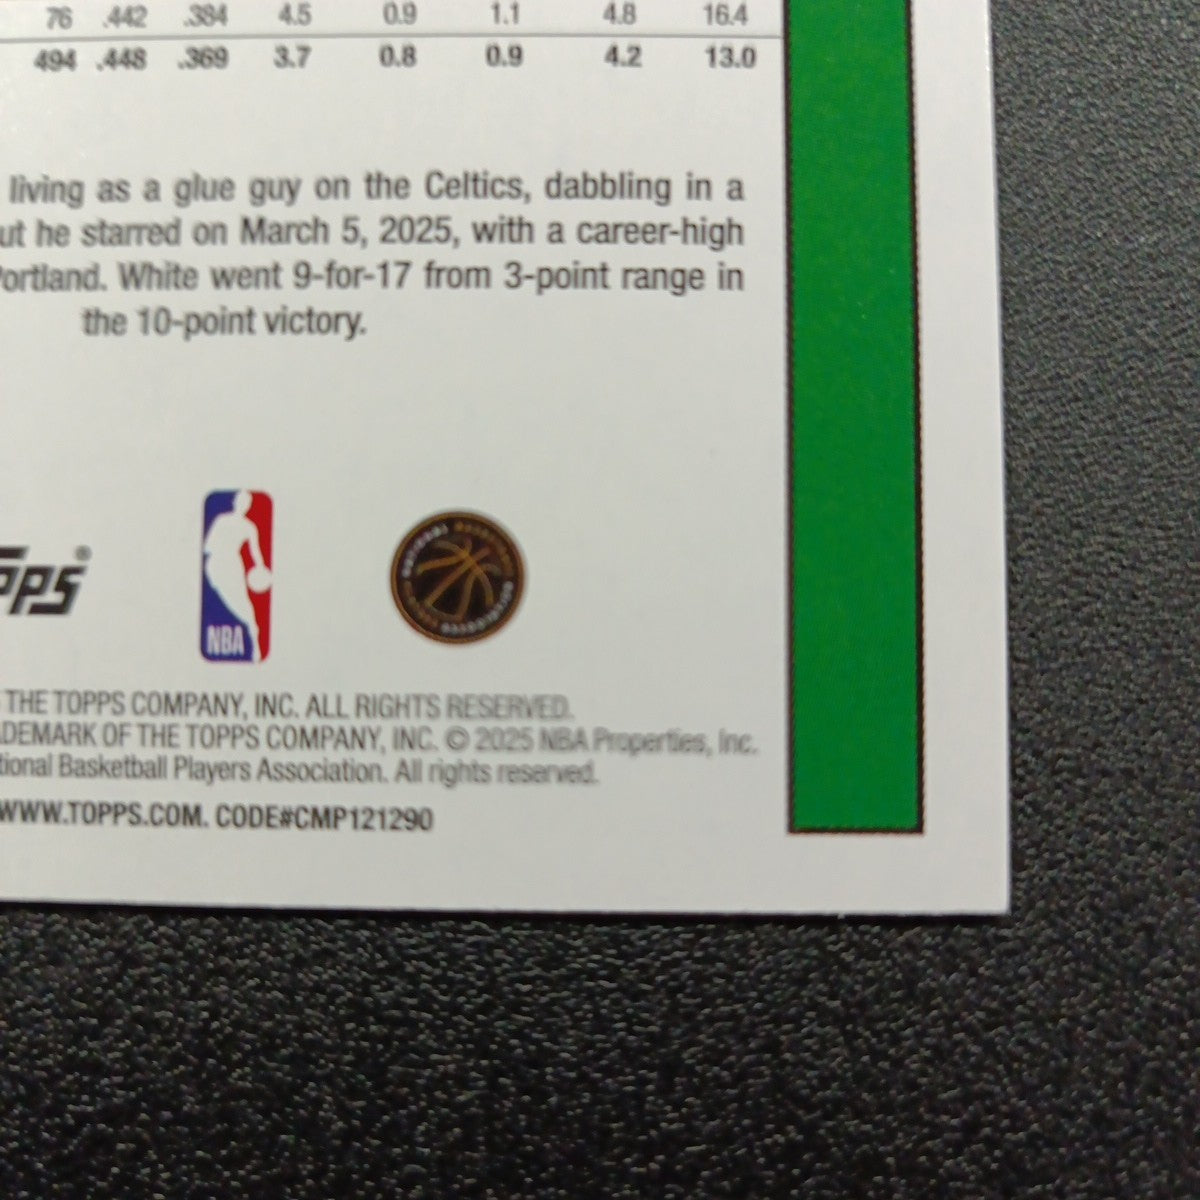 76 .442 .384 4.5 0.9 1.1 4.8 16.4
494 .448 .369 3.7 0.8 0.9 4.2 13.0
living as a glue guy on the Celtics, dabbling in a
ut he starred on March 5, 2025, with a career-high
Portland. White went 9-for-17 from 3-point range in
the 10-point victory.
PPS®
NBA
THE TOPPS COMPANY, INC. ALL RIGHTS RESERVED.
ADEMARK OF THE TOPPS COMPANY, INC. © 2025 NBA Properties, Inc.
tional Basketball Players Association. All rights reserved.
WWW.TOPPS.COM. CODE#CMP121290